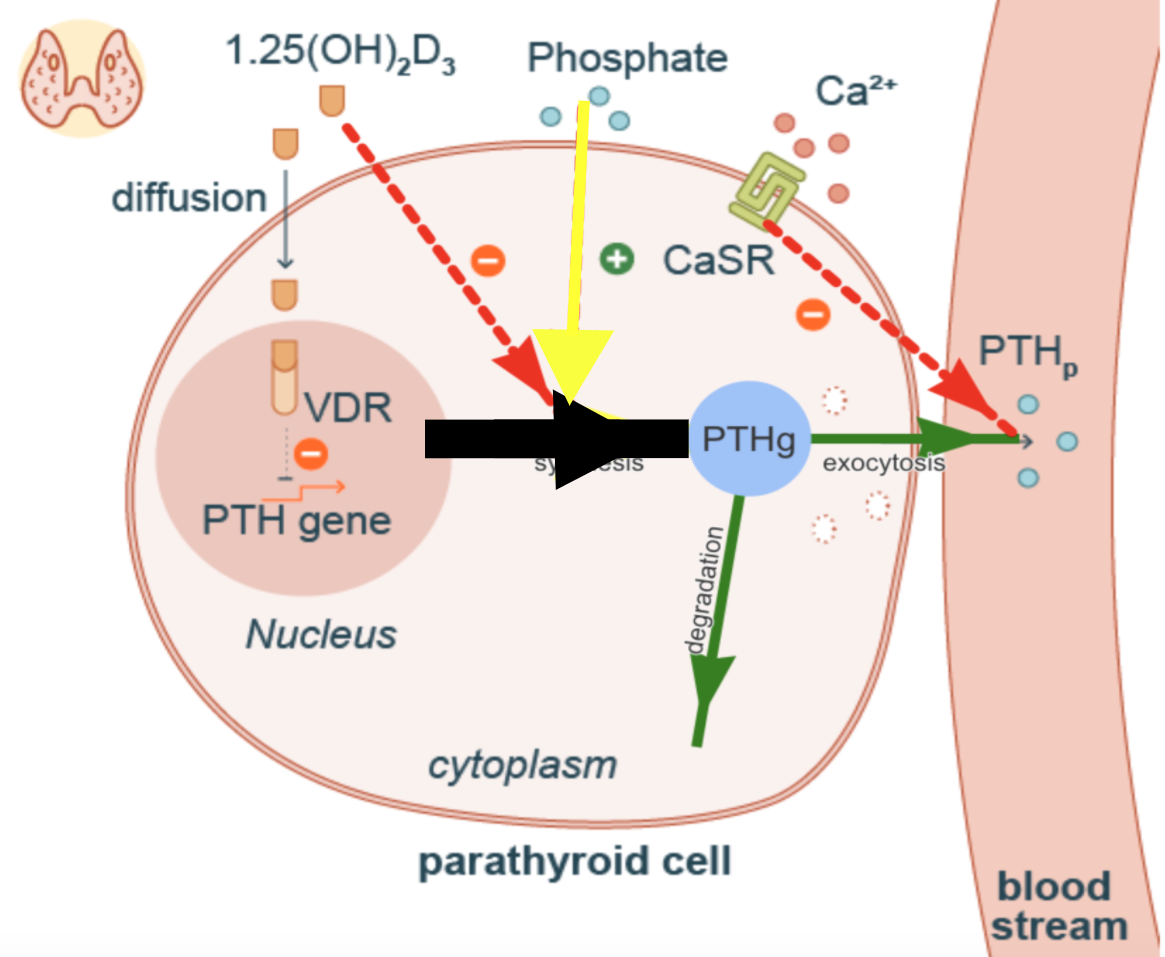 1.25(OH)₂D₃
Phosphate
Ca²⁺
diffusion
CaSR
PTHp
VDR
PTHg
exocytosis
PTH gene
degradation
Nucleus
cytoplasm
parathyroid cell
blood
stream